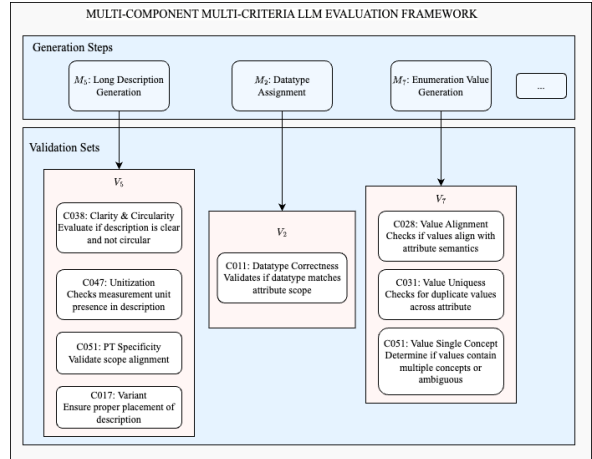 MULTI-COMPONENT MULTI-CRITERIA LLM EVALUATION FRAMEWORK
Generation Steps
M5: Long Description
Generation
M2: Datatype
Assignment
M7: Enumeration Value
Generation
...
Validation Sets
V5
C038: Clarity & Circularity
Evaluate if description is clear
and not circular
C047: Unitization
Checks measurement unit
presence in description
C051: PT Specificity
Validate scope alignment
C017: Variant
Ensure proper placement of
description
V2
C011: Datatype Correctness
Validates if datatype matches
attribute scope
V7
C028: Value Alignment
Checks if values align with
attribute semantics
C031: Value Uniquess
Checks for duplicate values
across attribute
C051: Value Single Concept
Determine if values contain
multiple concepts or
ambiguous